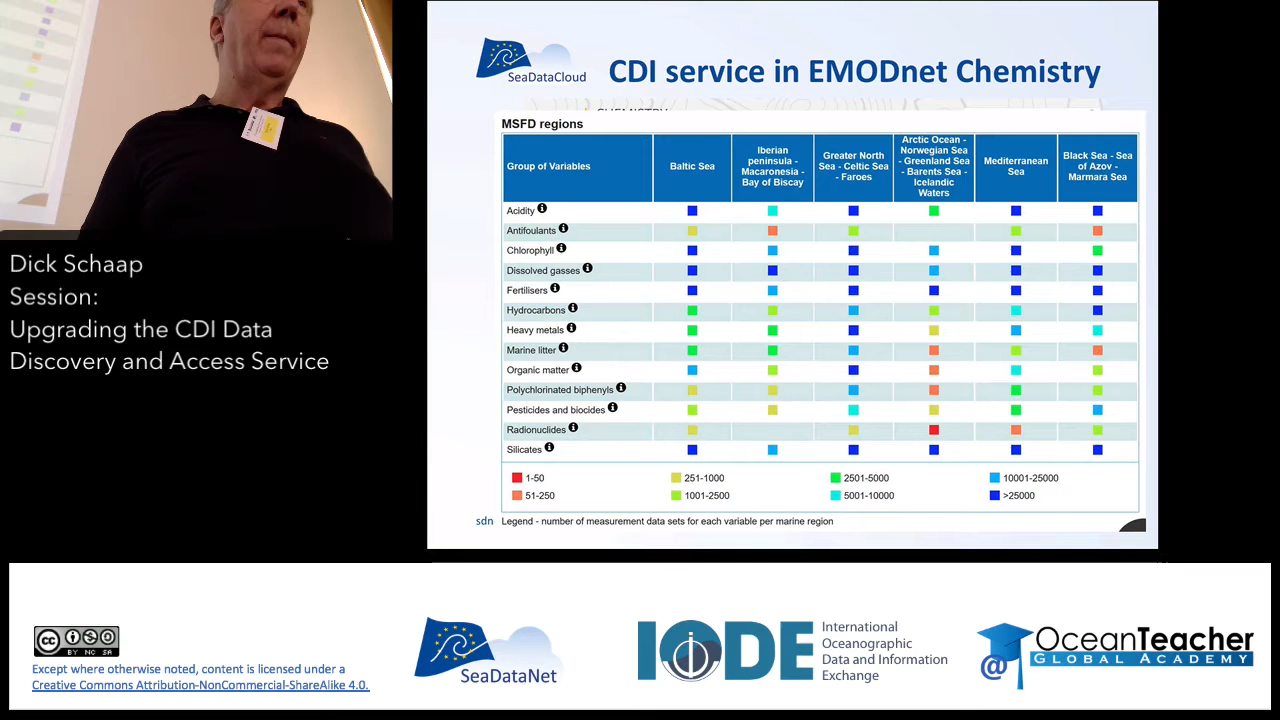 SeaDataCloud
CDI service in EMODnet Chemistry
MSFD regions
Group of Variables
Baltic Sea
Iberian
peninsula -
Macaronesia -
Bay of Biscay
Greater North
Sea - Celtic Sea
- Faroes
Arctic Ocean -
Norwegian Sea
- Greenland Sea
- Barents Sea -
Icelandic
Waters
Mediterranean
Sea
Black Sea - Sea
of Azov -
Marmara Sea
Acidity
Antifoulants
Chlorophyll
Dissolved gasses
Fertilisers
Hydrocarbons
Heavy metals
Marine litter
Organic matter
Polychlorinated biphenyls
Pesticides and biocides
Radionuclides
Silicates
1-50
251-1000
2501-5000
10001-25000
51-250
1001-2500
5001-10000
>25000
sdn
Legend - number of measurement data sets for each variable per marine region
Dick Schaap
Session:
Upgrading the CDI Data
Discovery and Access Service
cc
BY NC SA
Except where otherwise noted, content is licensed under a
Creative Commons Attribution-NonCommercial-ShareAlike 4.0.
SeaDataNet
IODE
International
Oceanographic
Data and Information
Exchange
@
OceanTeacher
GLOBAL ACADEMY